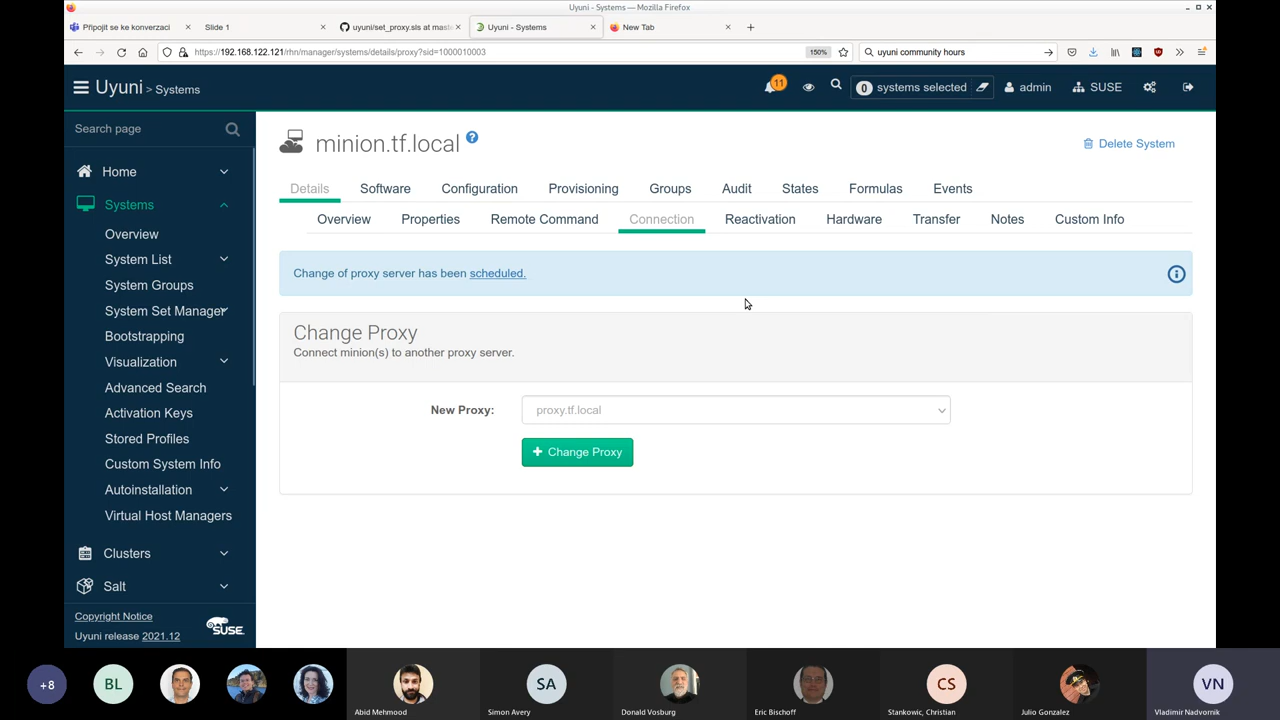 Uyuni - Systems — Mozilla Firefox
Připojit se ke konverzaci
Slide 1
uyuni/set_proxy.sls at mast
Uyuni - Systems
New Tab
https://192.168.122.121/rhn/manager/systems/details/proxy?sid=1000010003
150%
uyuni community hours
Uyuni > Systems
11
0 systems selected
admin
SUSE
Search page
Home
Systems
Overview
System List
System Groups
System Set Manager
Bootstrapping
Visualization
Advanced Search
Activation Keys
Stored Profiles
Custom System Info
Autoinstallation
Virtual Host Managers
Clusters
Salt
Copyright Notice
Uyuni release 2021.12
SUSE
minion.tf.local
Delete System
Details Software Configuration Provisioning Groups Audit States Formulas Events
Overview Properties Remote Command Connection Reactivation Hardware Transfer Notes Custom Info
Change of proxy server has been scheduled.
Change Proxy
Connect minion(s) to another proxy server.
New Proxy: proxy.tf.local
+ Change Proxy
+8
BL
Abid Mehmood
SA
Simon Avery
Donald Vosburg
Eric Bischoff
CS
Stankovic, Christian
Julio Gonzalez
VN
Vladimir Nadvornik